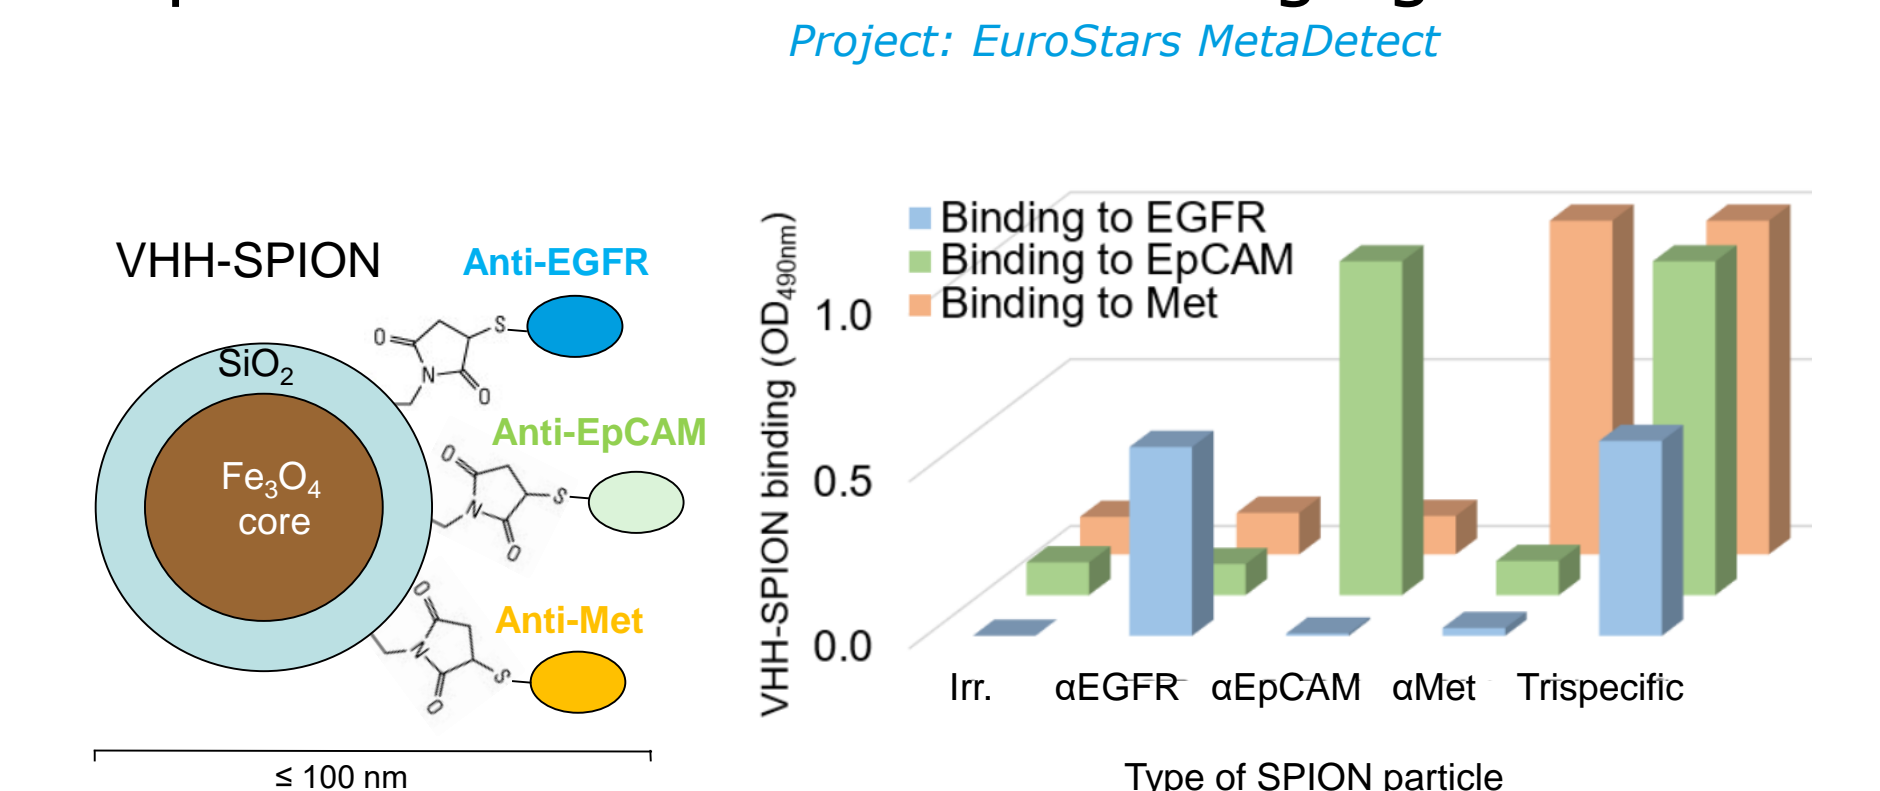 Project: EuroStars MetaDetect
VHH-SPION
Anti-EGFR
SiO₂
O
S
N
O
Anti-EpCAM
Fe₃O₄
core
O
S
N
O
Anti-Met
O
N
S
O
≤ 100 nm
VHH-SPION binding (OD₄₉₀ₙₘ)
Binding to EGFR
Binding to EpCAM
Binding to Met
1.0
0.5
0.0
Irr. αEGFR αEpCAM αMet Trispecific
Type of SPION particle